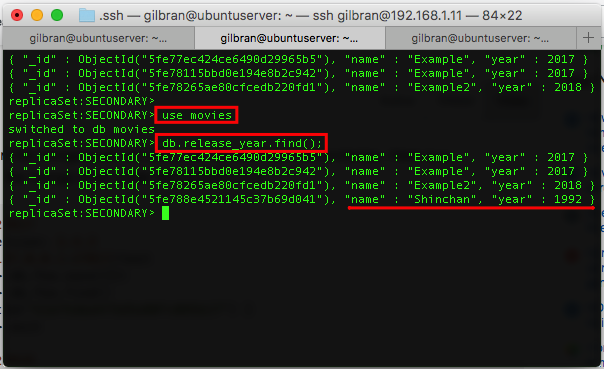 .ssh — gilbran@ubuntuserver: ~ — ssh gilbran@192.168.1.11 — 84×22
gilbran@ubuntuserver: ~... gilbran@ubuntuserver: ~... gilbran@ubuntuserver: ~...
{ "_id" : ObjectId("5fe77ec424ce6490d29965b5"), "name" : "Example", "year" : 2017 }
{ "_id" : ObjectId("5fe78115bbd0e194e8b2c942"), "name" : "Example", "year" : 2017 }
{ "_id" : ObjectId("5fe78265ae80cfcedb220fd1"), "name" : "Example2", "year" : 2018 }
replicaSet:SECONDARY>
replicaSet:SECONDARY> use movies
switched to db movies
replicaSet:SECONDARY> db.release_year.find();
{ "_id" : ObjectId("5fe77ec424ce6490d29965b5"), "name" : "Example", "year" : 2017 }
{ "_id" : ObjectId("5fe78115bbd0e194e8b2c942"), "name" : "Example", "year" : 2017 }
{ "_id" : ObjectId("5fe78265ae80cfcedb220fd1"), "name" : "Example2", "year" : 2018 }
{ "_id" : ObjectId("5fe788e4521145c37b69d041"), "name" : "Shinchan", "year" : 1992 }
replicaSet:SECONDARY>